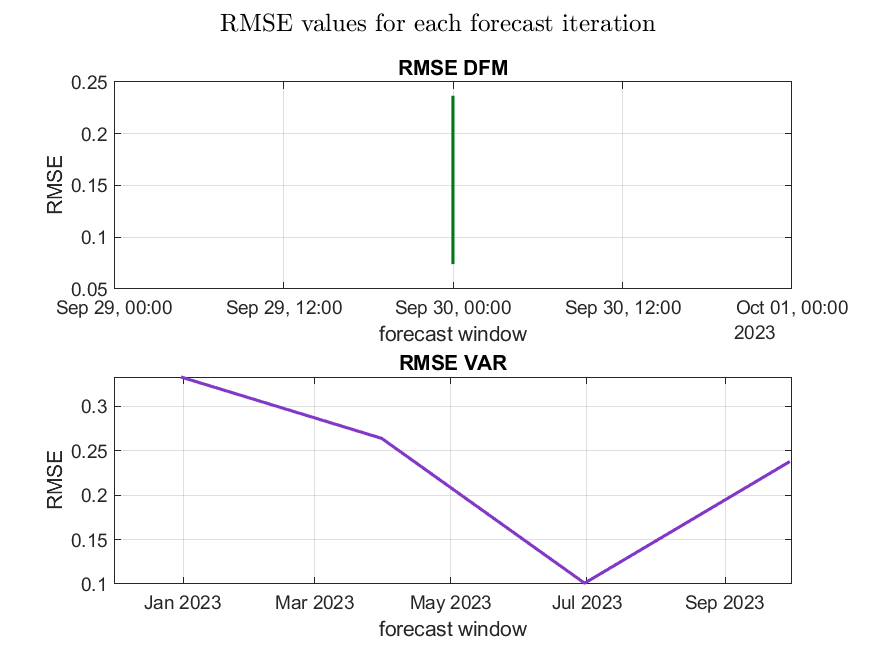 RMSE values for each forecast iteration
RMSE DFM
0.25
0.2
0.15
0.1
0.05
RMSE
Sep 29, 00:00 Sep 29, 12:00 Sep 30, 00:00 Sep 30, 12:00 Oct 01, 00:00
forecast window 2023
RMSE VAR
0.3
0.25
0.2
0.15
0.1
RMSE
Jan 2023 Mar 2023 May 2023 Jul 2023 Sep 2023
forecast window